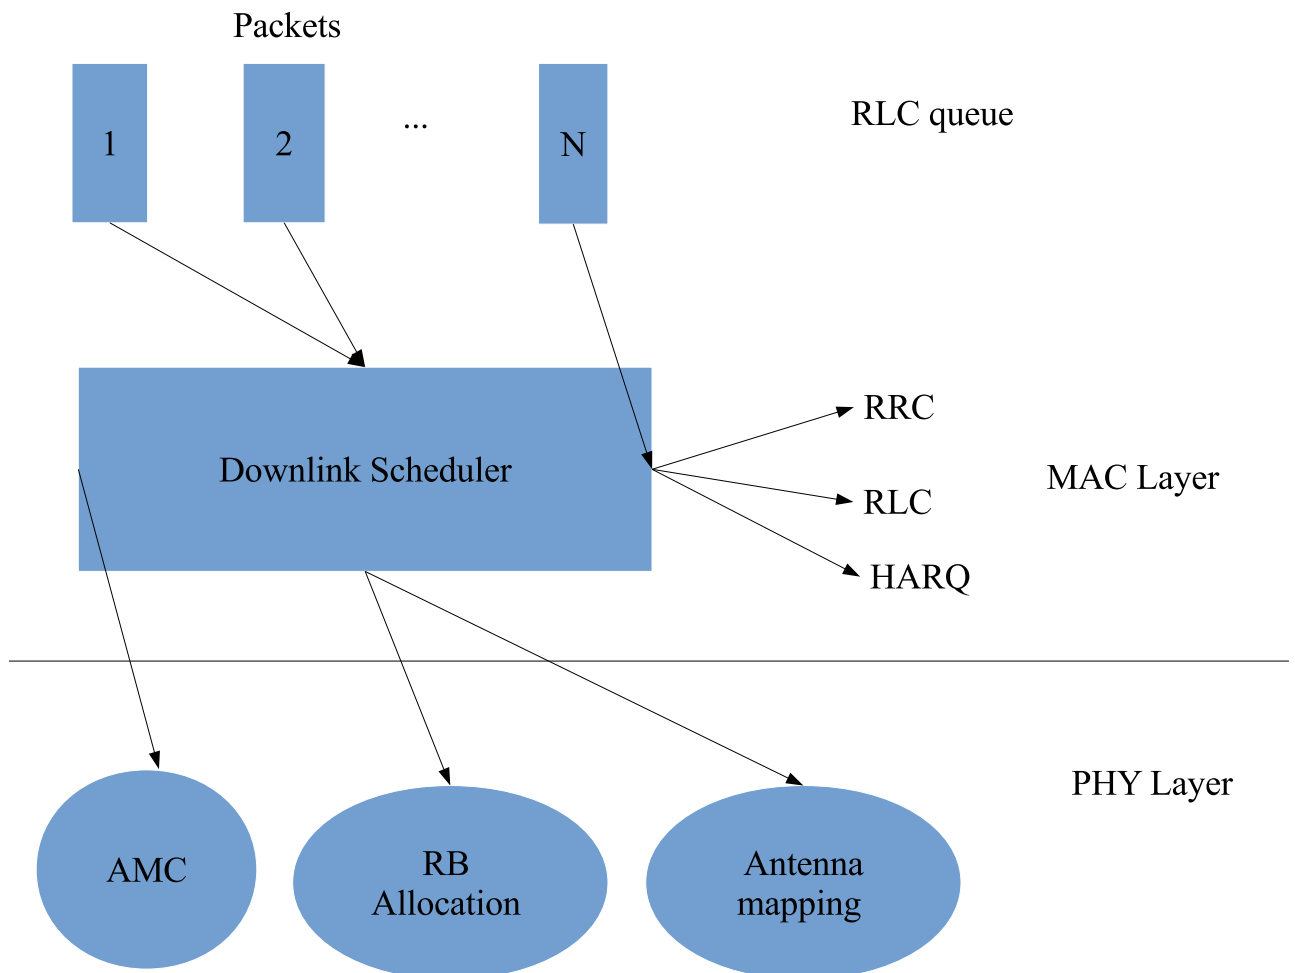 Packets
1
2
...
N
RLC queue
Downlink Scheduler
RRC
RLC
HARQ
MAC Layer
PHY Layer
AMC
RB
Allocation
Antenna
mapping